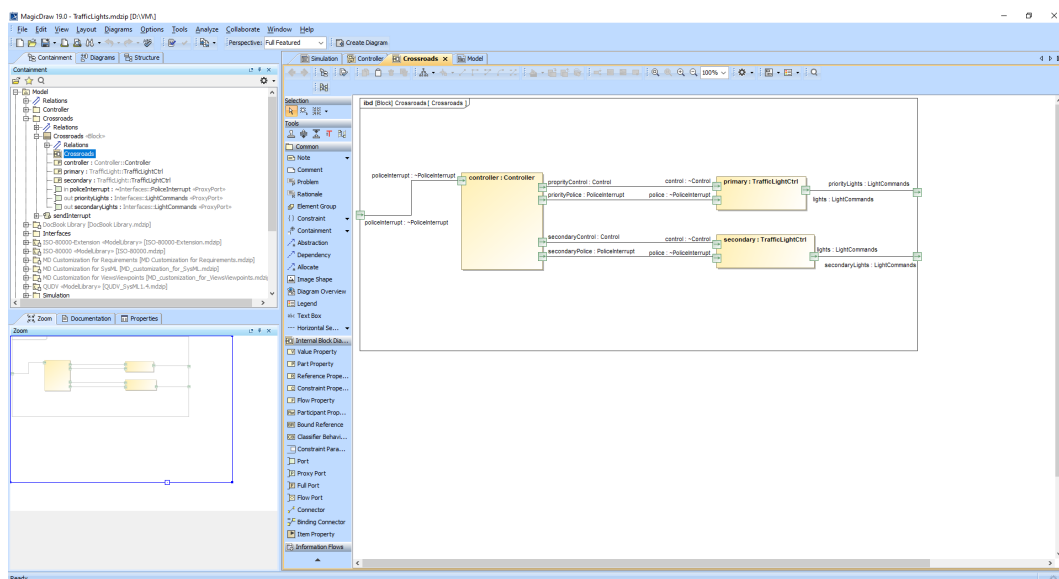 MagicDraw 19.0 - TrafficLights.mdzip [D:\VM\]
File Edit View Layout Diagrams Options Tools Analyze Collaborate Window Help
Perspective: Full Featured
Create Diagram
Containment Diagrams Structure
Simulation Controller Crossroads Model
Containment
100%
Model
Relations
Controller
Crossroads
Relations
Crossroads «Block»
Relations
Crossroads
controller : Controller::Controller
primary : TrafficLight::TrafficLightCtrl
secondary : TrafficLight::TrafficLightCtrl
in policeInterrupt : ~Interfaces::PoliceInterrupt «ProxyPort»
out priorityLights : Interfaces::LightCommands «ProxyPort»
out secondaryLights : Interfaces::LightCommands «ProxyPort»
sendInterrupt
DocBook Library [DocBook Library.mdzip]
Interfaces
ISO-80000-Extension «ModelLibrary» [ISO-80000-Extension.mdzip]
ISO-80000 «ModelLibrary» [ISO-80000.mdzip]
MD Customization for Requirements [MD Customization for Requirements.mdzip]
MD Customization for SysML [MD_customization_for_SysML.mdzip]
MD Customization for ViewsViewpoints [MD_customization_for_ViewsViewpoints.mdzip
QUDV «ModelLibrary» [QUDV_SysML1.4.mdzip]
Simulation
Zoom Documentation Properties
Zoom
Selection
Tools
Common
Note
Comment
Problem
Rationale
Element Group
Constraint
Containment
Abstraction
Dependency
Allocate
Image Shape
Diagram Overview
Legend
Text Box
Horizontal Se...
Internal Block Dia...
Value Property
Part Property
Reference Prope...
Constraint Prope...
Flow Property
Participant Prop...
Bound Reference
Classifier Behavi...
Constraint Para...
Port
Proxy Port
Full Port
Flow Port
Connector
Binding Connector
Item Property
Information Flows
ibd [Block] Crossroads [ Crossroads ]
policeInterrupt : ~PoliceInterrupt
policeInterrupt : ~PoliceInterrupt
controller : Controller
proprityControl : Control
priorityPolice : PoliceInterrupt
control : ~Control
police : ~PoliceInterrupt
primary : TrafficLightCtrl
priorityLights : LightCommands
lights : LightCommands
secondaryControl : Control
secondaryPolice : PoliceInterrupt
control : ~Control
police : ~PoliceInterrupt
secondary : TrafficLightCtrl
lights : LightCommands
secondaryLights : LightCommands
Ready